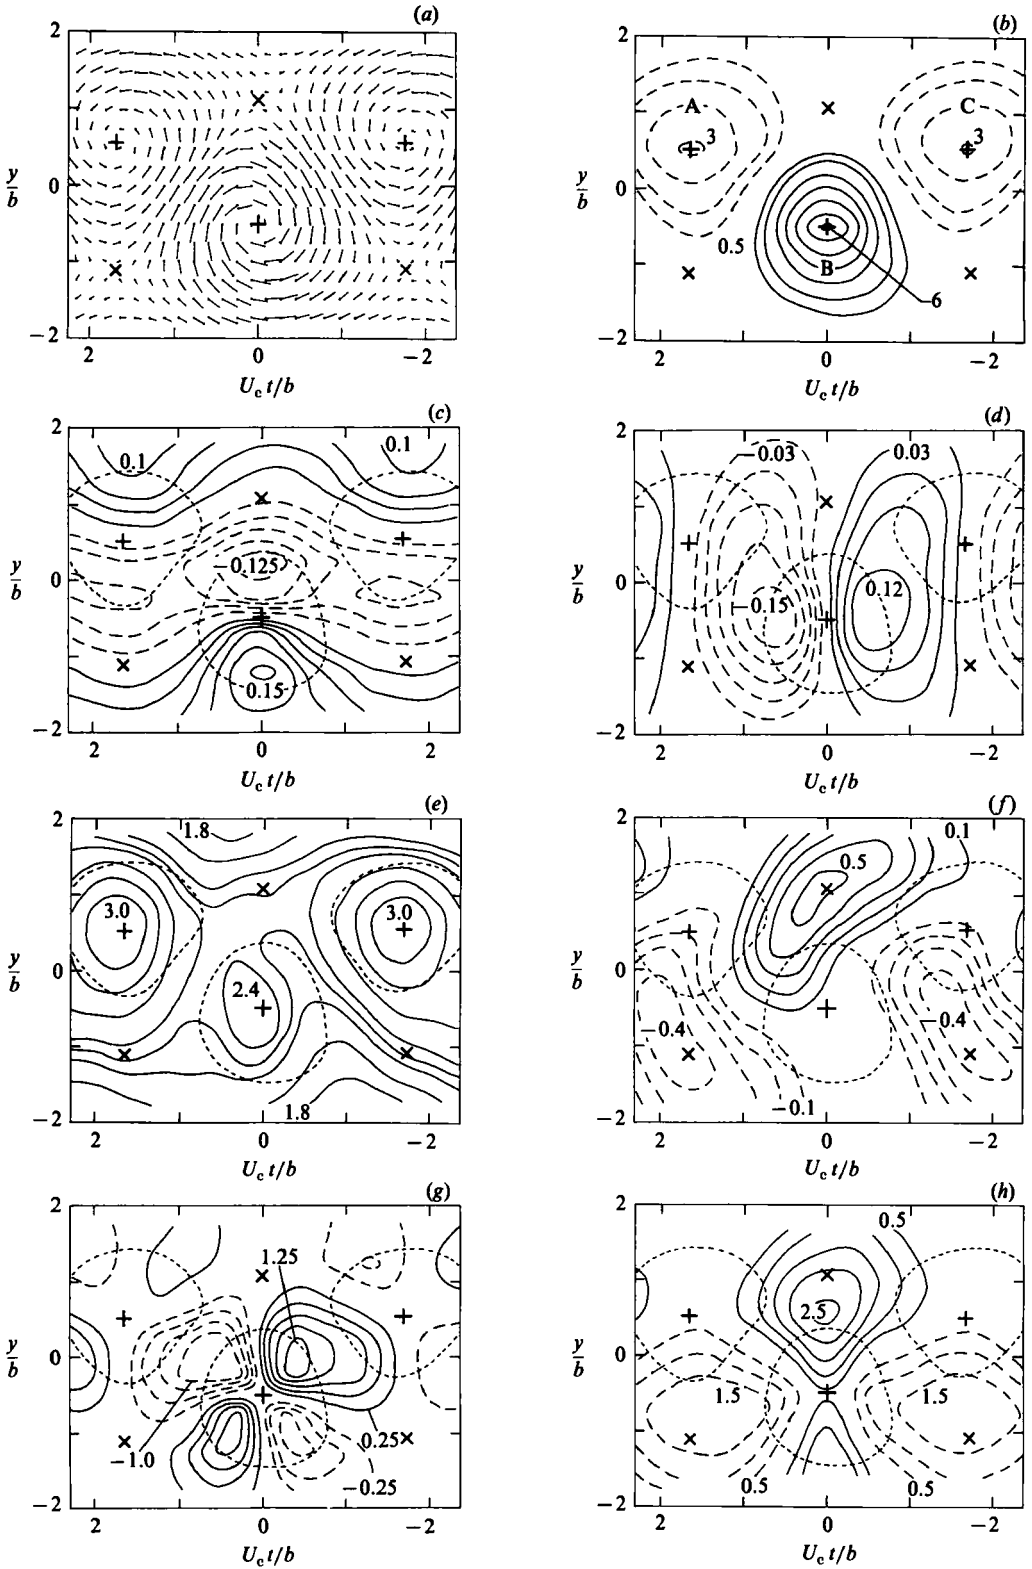 (a)
2
0
−2
y/b
2 0 −2
U_c t/b
(b)
2
0
−2
y/b
A
C
3
3
0.5
B
6
2 0 −2
U_c t/b
(c)
2
0
−2
y/b
0.1
0.1
−0.125
0.15
2 0 2
U_c t/b
(d)
2
0
−2
y/b
−0.03
0.03
−0.15
0.12
2 0 −2
U_c t/b
(e)
2
0
−2
y/b
1.8
3.0
3.0
2.4
1.8
2 0 −2
U_c t/b
(f)
2
0
−2
y/b
0.1
0.5
−0.4
−0.4
−0.1
2 0 −2
U_c t/b
(g)
2
0
−2
y/b
1.25
−1.0
0.25
−0.25
2 0 −2
U_c t/b
(h)
2
0
−2
y/b
0.5
2.5
1.5
1.5
0.5
0.5
2 0 −2
U_c t/b